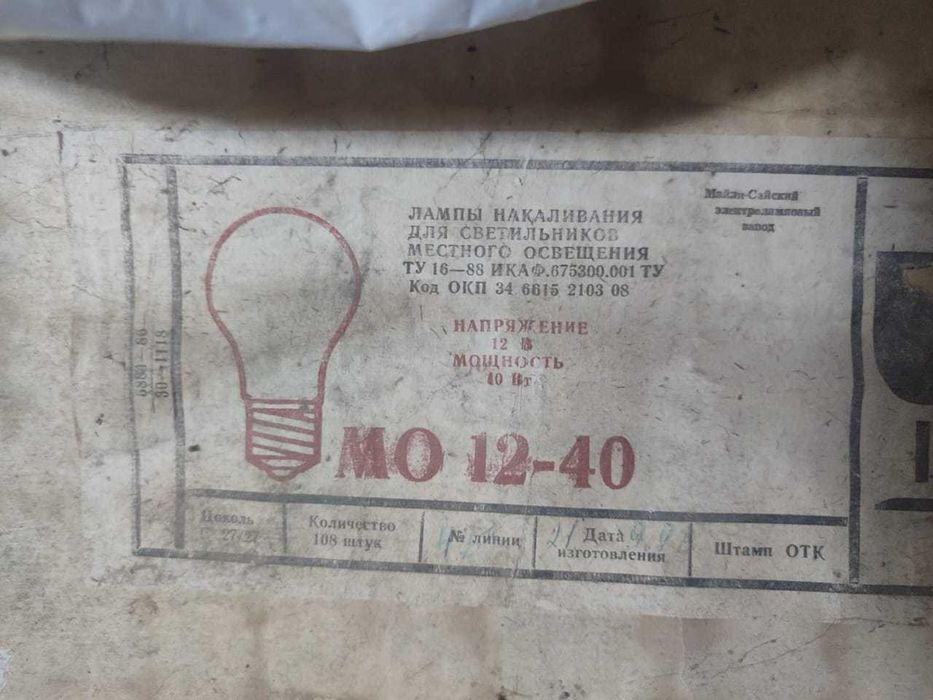 Майли-Сайский
электроламповый
завод
ЛАМПЫ НАКАЛИВАНИЯ
ДЛЯ СВЕТИЛЬНИКОВ
МЕСТНОГО ОСВЕЩЕНИЯ
ТУ 16—88 ИКАФ.675300.001 ТУ
Код ОКП 34 6615 2103 08
НАПРЯЖЕНИЕ
12 В
МОЩНОСТЬ
40 Вт
МО 12-40
Цоколь
27/27
Количество
108 штук
№ линии
Дата
изготовления
Штамп ОТК